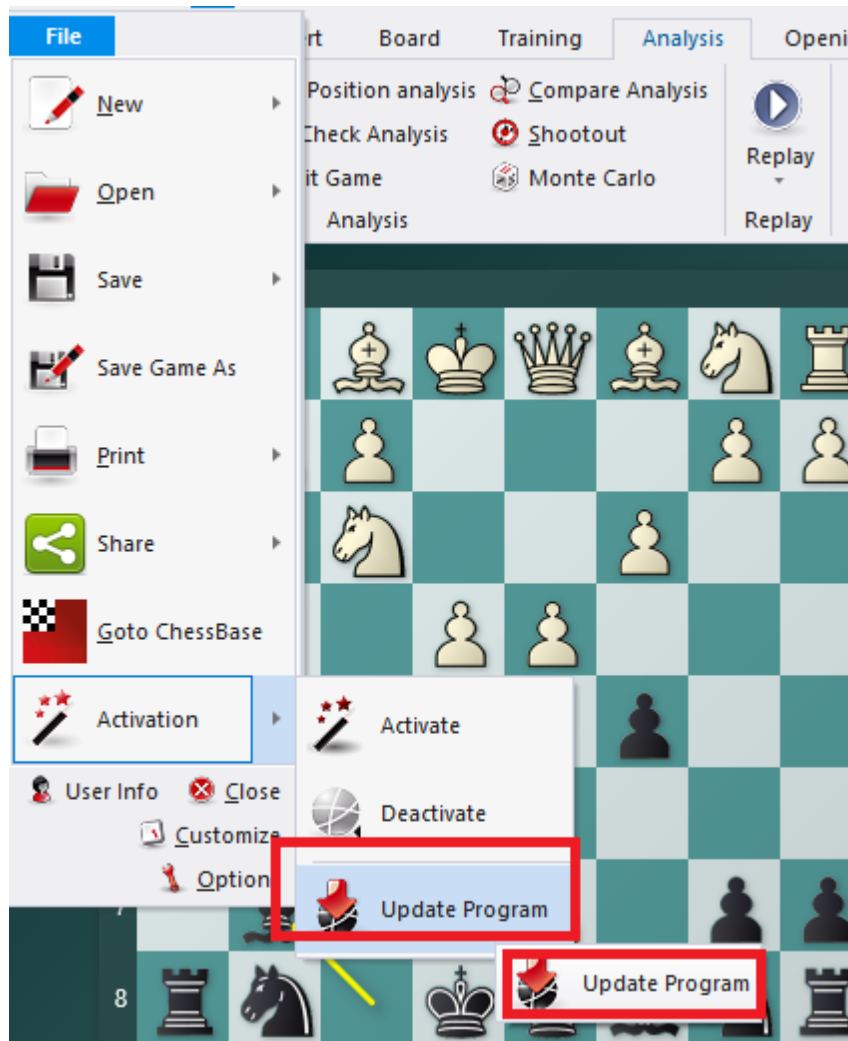 File
rt Board Training Analysis Openi
Position analysis Compare Analysis
Check Analysis Shootout
it Game Monte Carlo
Replay
Analysis Replay
New
Open
Save
Save Game As
Print
Share
Goto ChessBase
Activation
User Info Close
Customize
Option
Activate
Deactivate
Update Program
Update Program
7
8